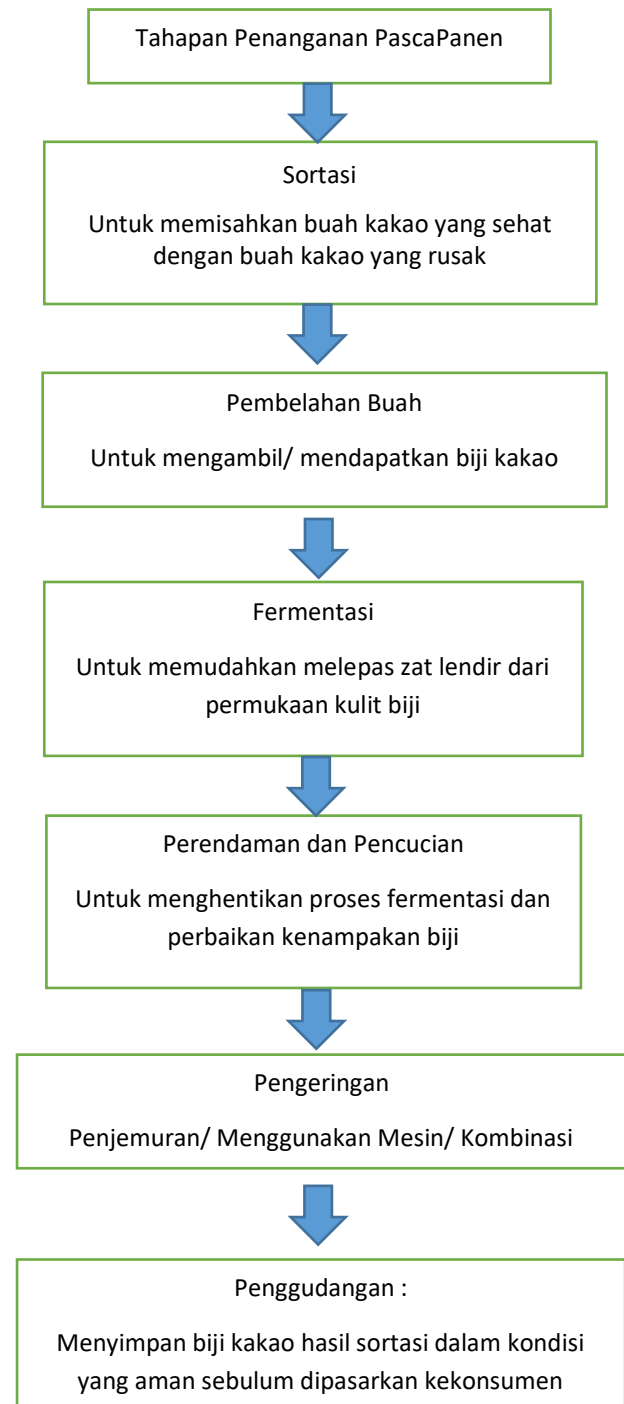 Tahapan Penanganan PascaPanen
Sortasi
Untuk memisahkan buah kakao yang sehat
dengan buah kakao yang rusak
Pembelahan Buah
Untuk mengambil/ mendapatkan biji kakao
Fermentasi
Untuk memudahkan melepas zat lendir dari
permukaan kulit biji
Perendaman dan Pencucian
Untuk menghentikan proses fermentasi dan
perbaikan kenampakan biji
Pengeringan
Penjemuran/ Menggunakan Mesin/ Kombinasi
Penggudangan :
Menyimpan biji kakao hasil sortasi dalam kondisi
yang aman sebulum dipasarkan kekonsumen